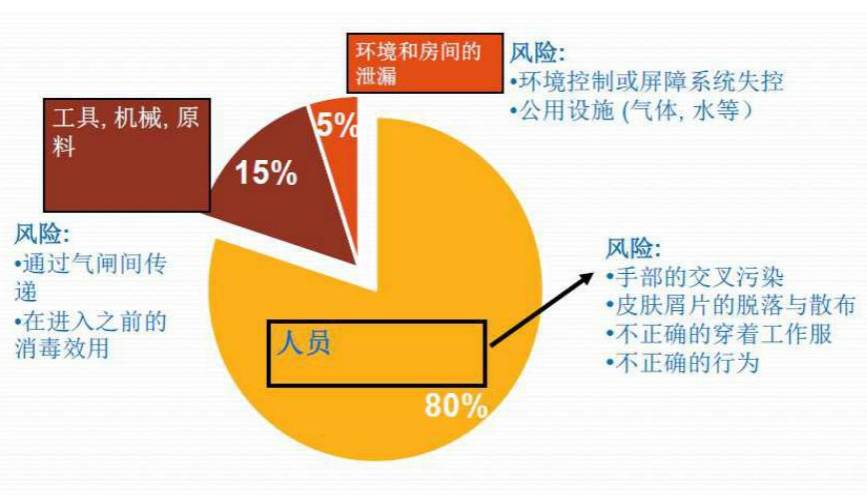 环境和房间的
泄漏
风险:
•环境控制或屏障系统失控
•公用设施 (气体, 水等）
工具, 机械, 原
料
5%
15%
风险:
•通过气闸间传
递
•在进入之前的
消毒效用
风险:
•手部的交叉污染
•皮肤屑片的脱落与散布
•不正确的穿着工作服
•不正确的行为
人员
80%